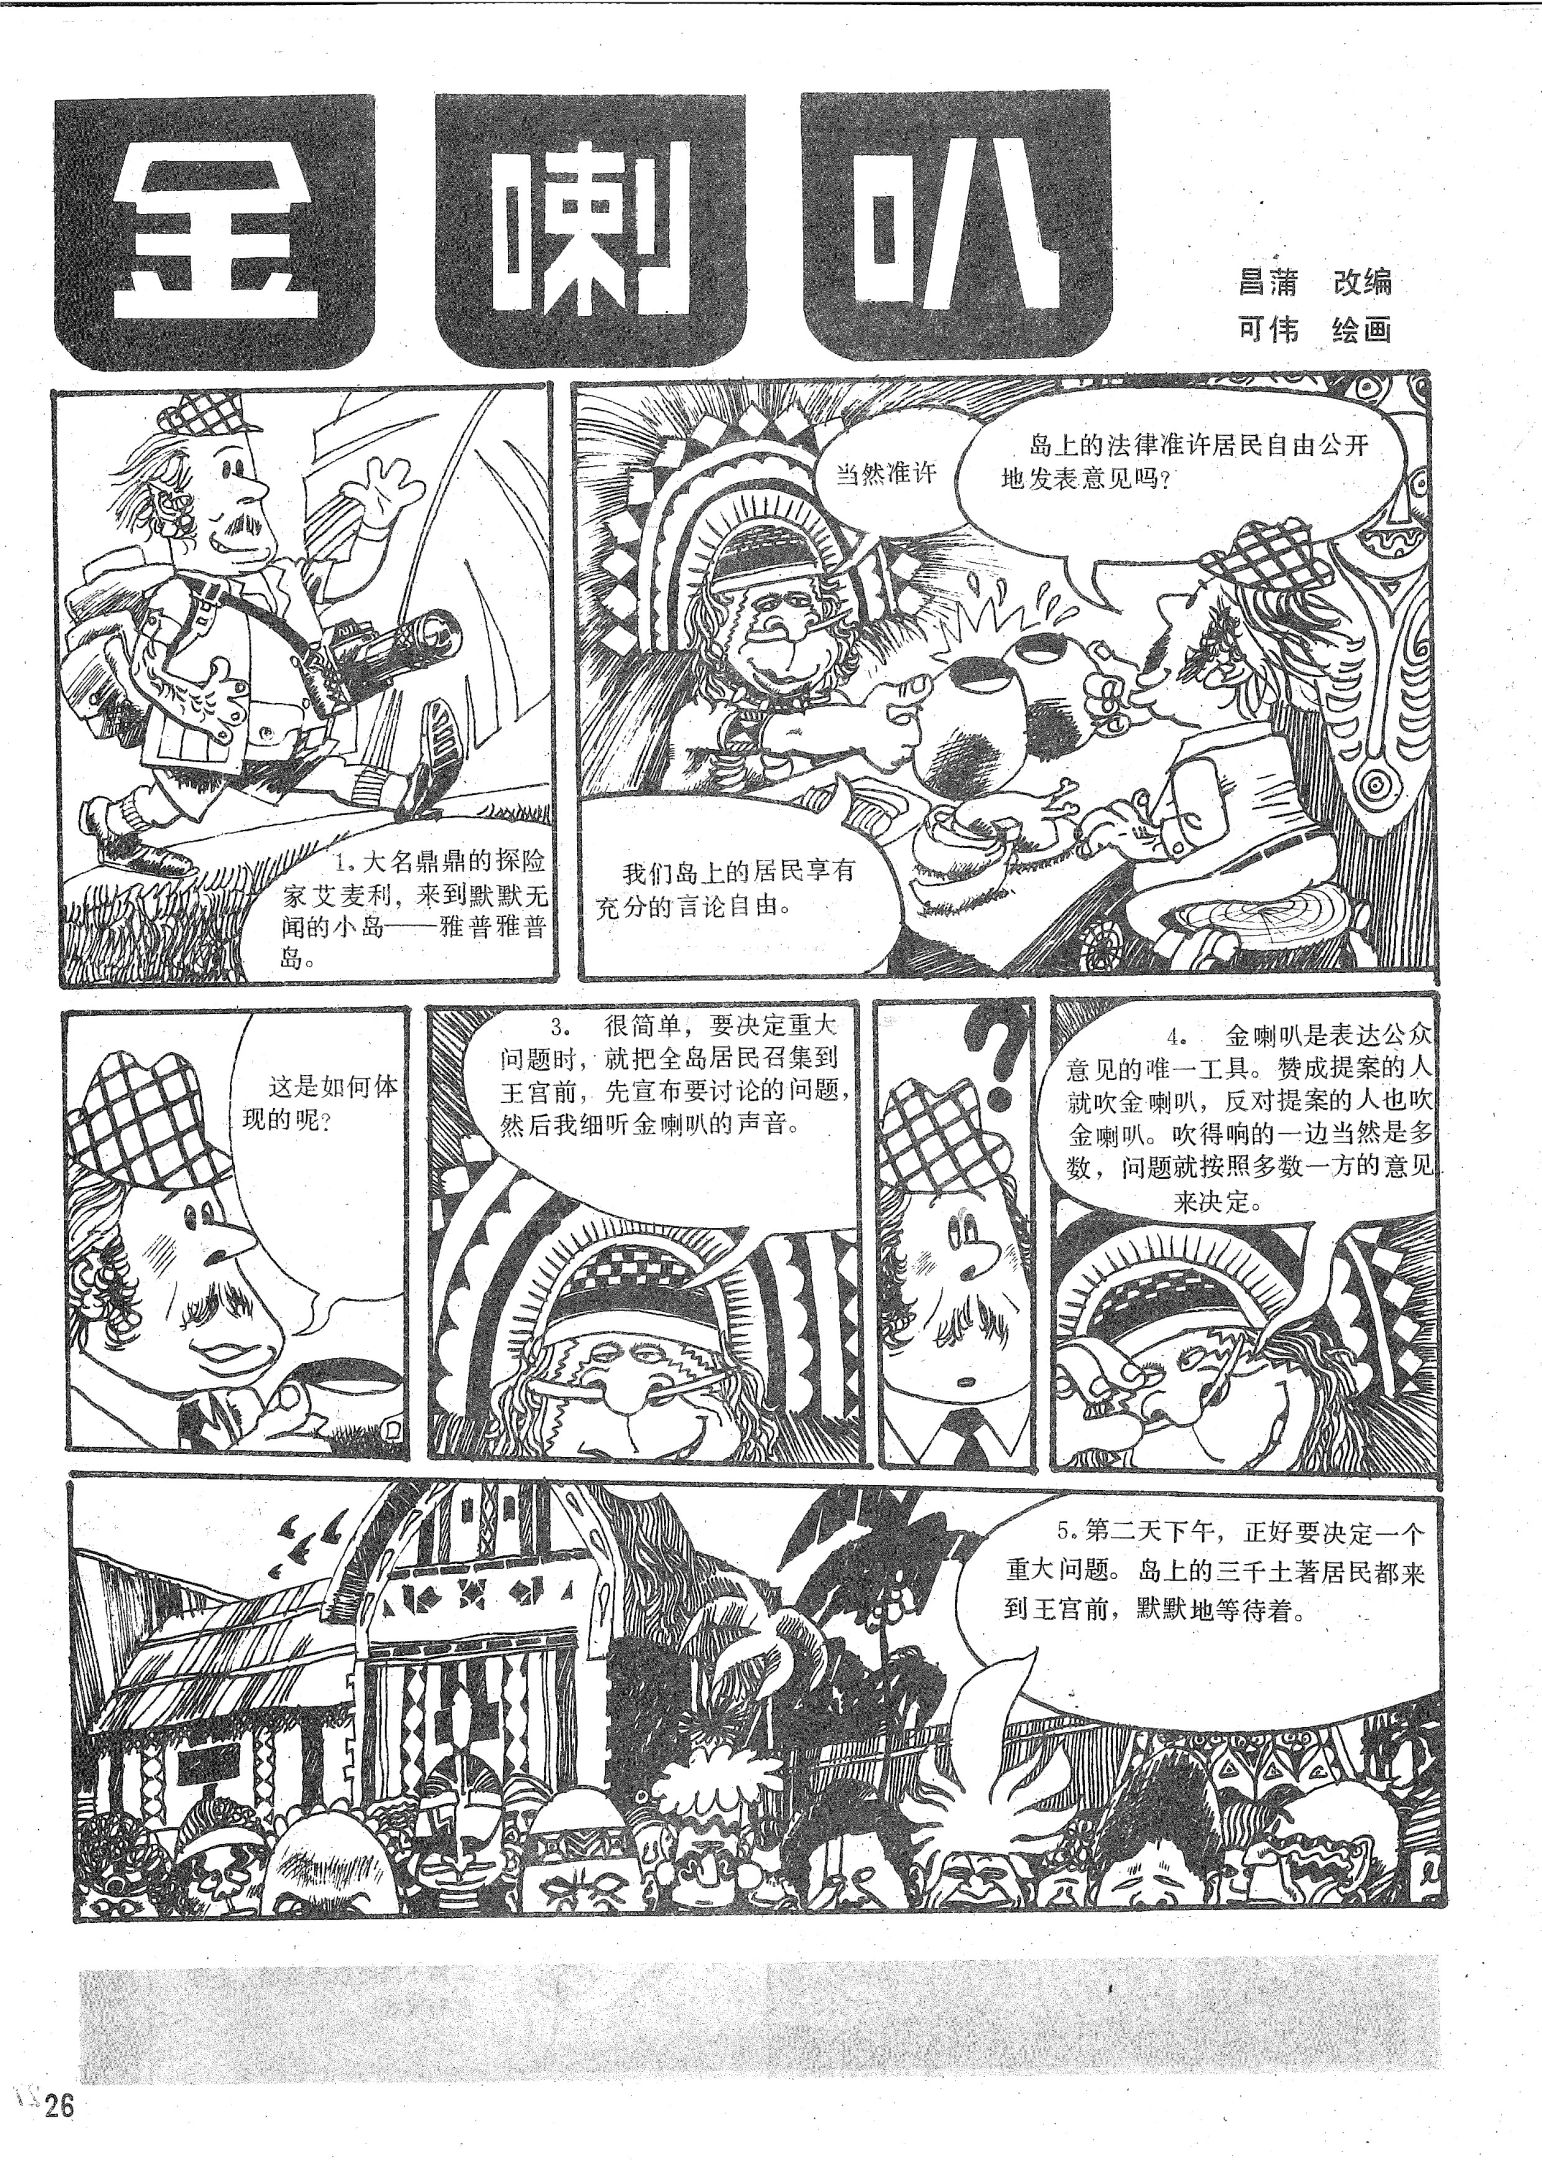 金喇叭
昌蒲 改编
可伟 绘画
1.大名鼎鼎的探险
家艾麦利，来到默默无
闻的小岛——雅普雅普
岛。
岛上的法律准许居民自由公开
地发表意见吗？
当然准许
我们岛上的居民享有
充分的言论自由。
这是如何体
现的呢？
3. 很简单，要决定重大
问题时，就把全岛居民召集到
王宫前，先宣布要讨论的问题，
然后我细听金喇叭的声音。
?
4. 金喇叭是表达公众
意见的唯一工具。赞成提案的人
就吹金喇叭，反对提案的人也吹
金喇叭。吹得响的一边当然是多
数，问题就按照多数一方的意见
来决定。
5.第二天下午，正好要决定一个
重大问题。岛上的三千土著居民都来
到王宫前，默默地等待着。
26